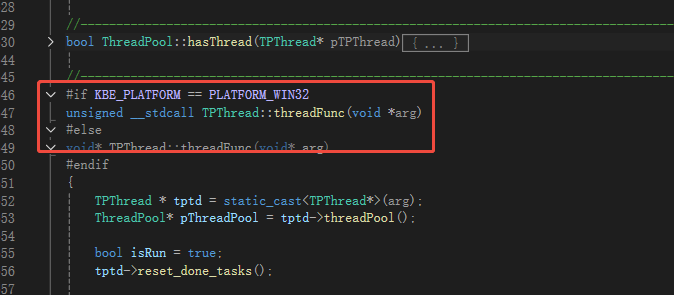 28
29 //--------------------------------------------------------------------------------
30 bool ThreadPool::hasThread(TPThread* pTPThread) { ... }
44
45 //--------------------------------------------------------------------------------
46 #if KBE_PLATFORM == PLATFORM_WIN32
47 unsigned __stdcall TPThread::threadFunc(void *arg)
48 #else
49 void* TPThread::threadFunc(void* arg)
50 #endif
51 {
52 TPThread * tptd = static_cast<TPThread*>(arg);
53 ThreadPool* pThreadPool = tptd->threadPool();
54
55 bool isRun = true;
56 tptd->reset_done_tasks();
57